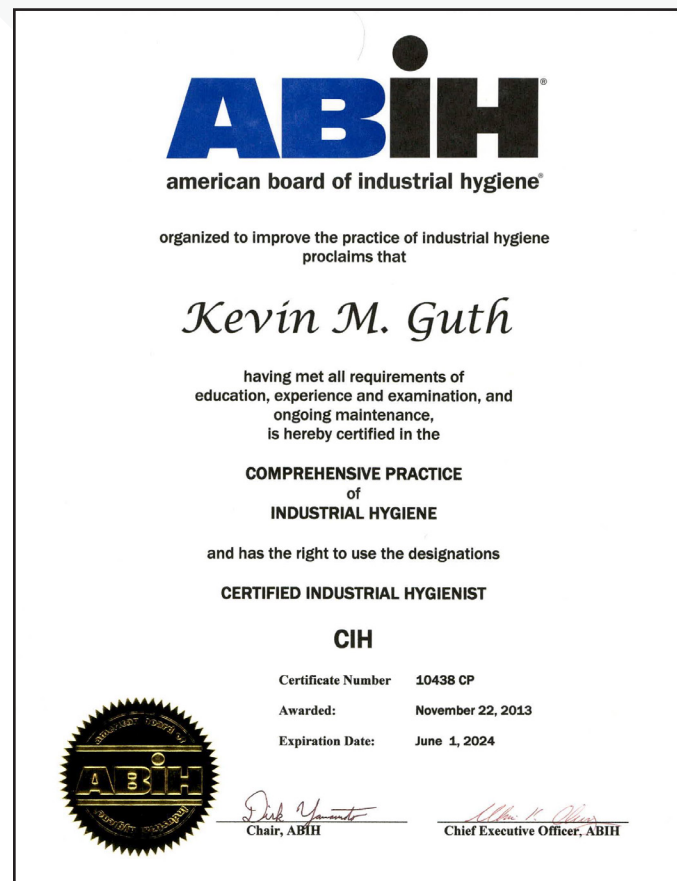 ABIH®
american board of industrial hygiene®
organized to improve the practice of industrial hygiene
proclaims that
Kevin M. Guth
having met all requirements of
education, experience and examination, and
ongoing maintenance,
is hereby certified in the
COMPREHENSIVE PRACTICE
of
INDUSTRIAL HYGIENE
and has the right to use the designations
CERTIFIED INDUSTRIAL HYGIENIST
CIH
Certificate Number 10438 CP
Awarded: November 22, 2013
Expiration Date: June 1, 2024
ABIH
Dirk Yamamoto
Chair, ABIH
Chief Executive Officer, ABIH